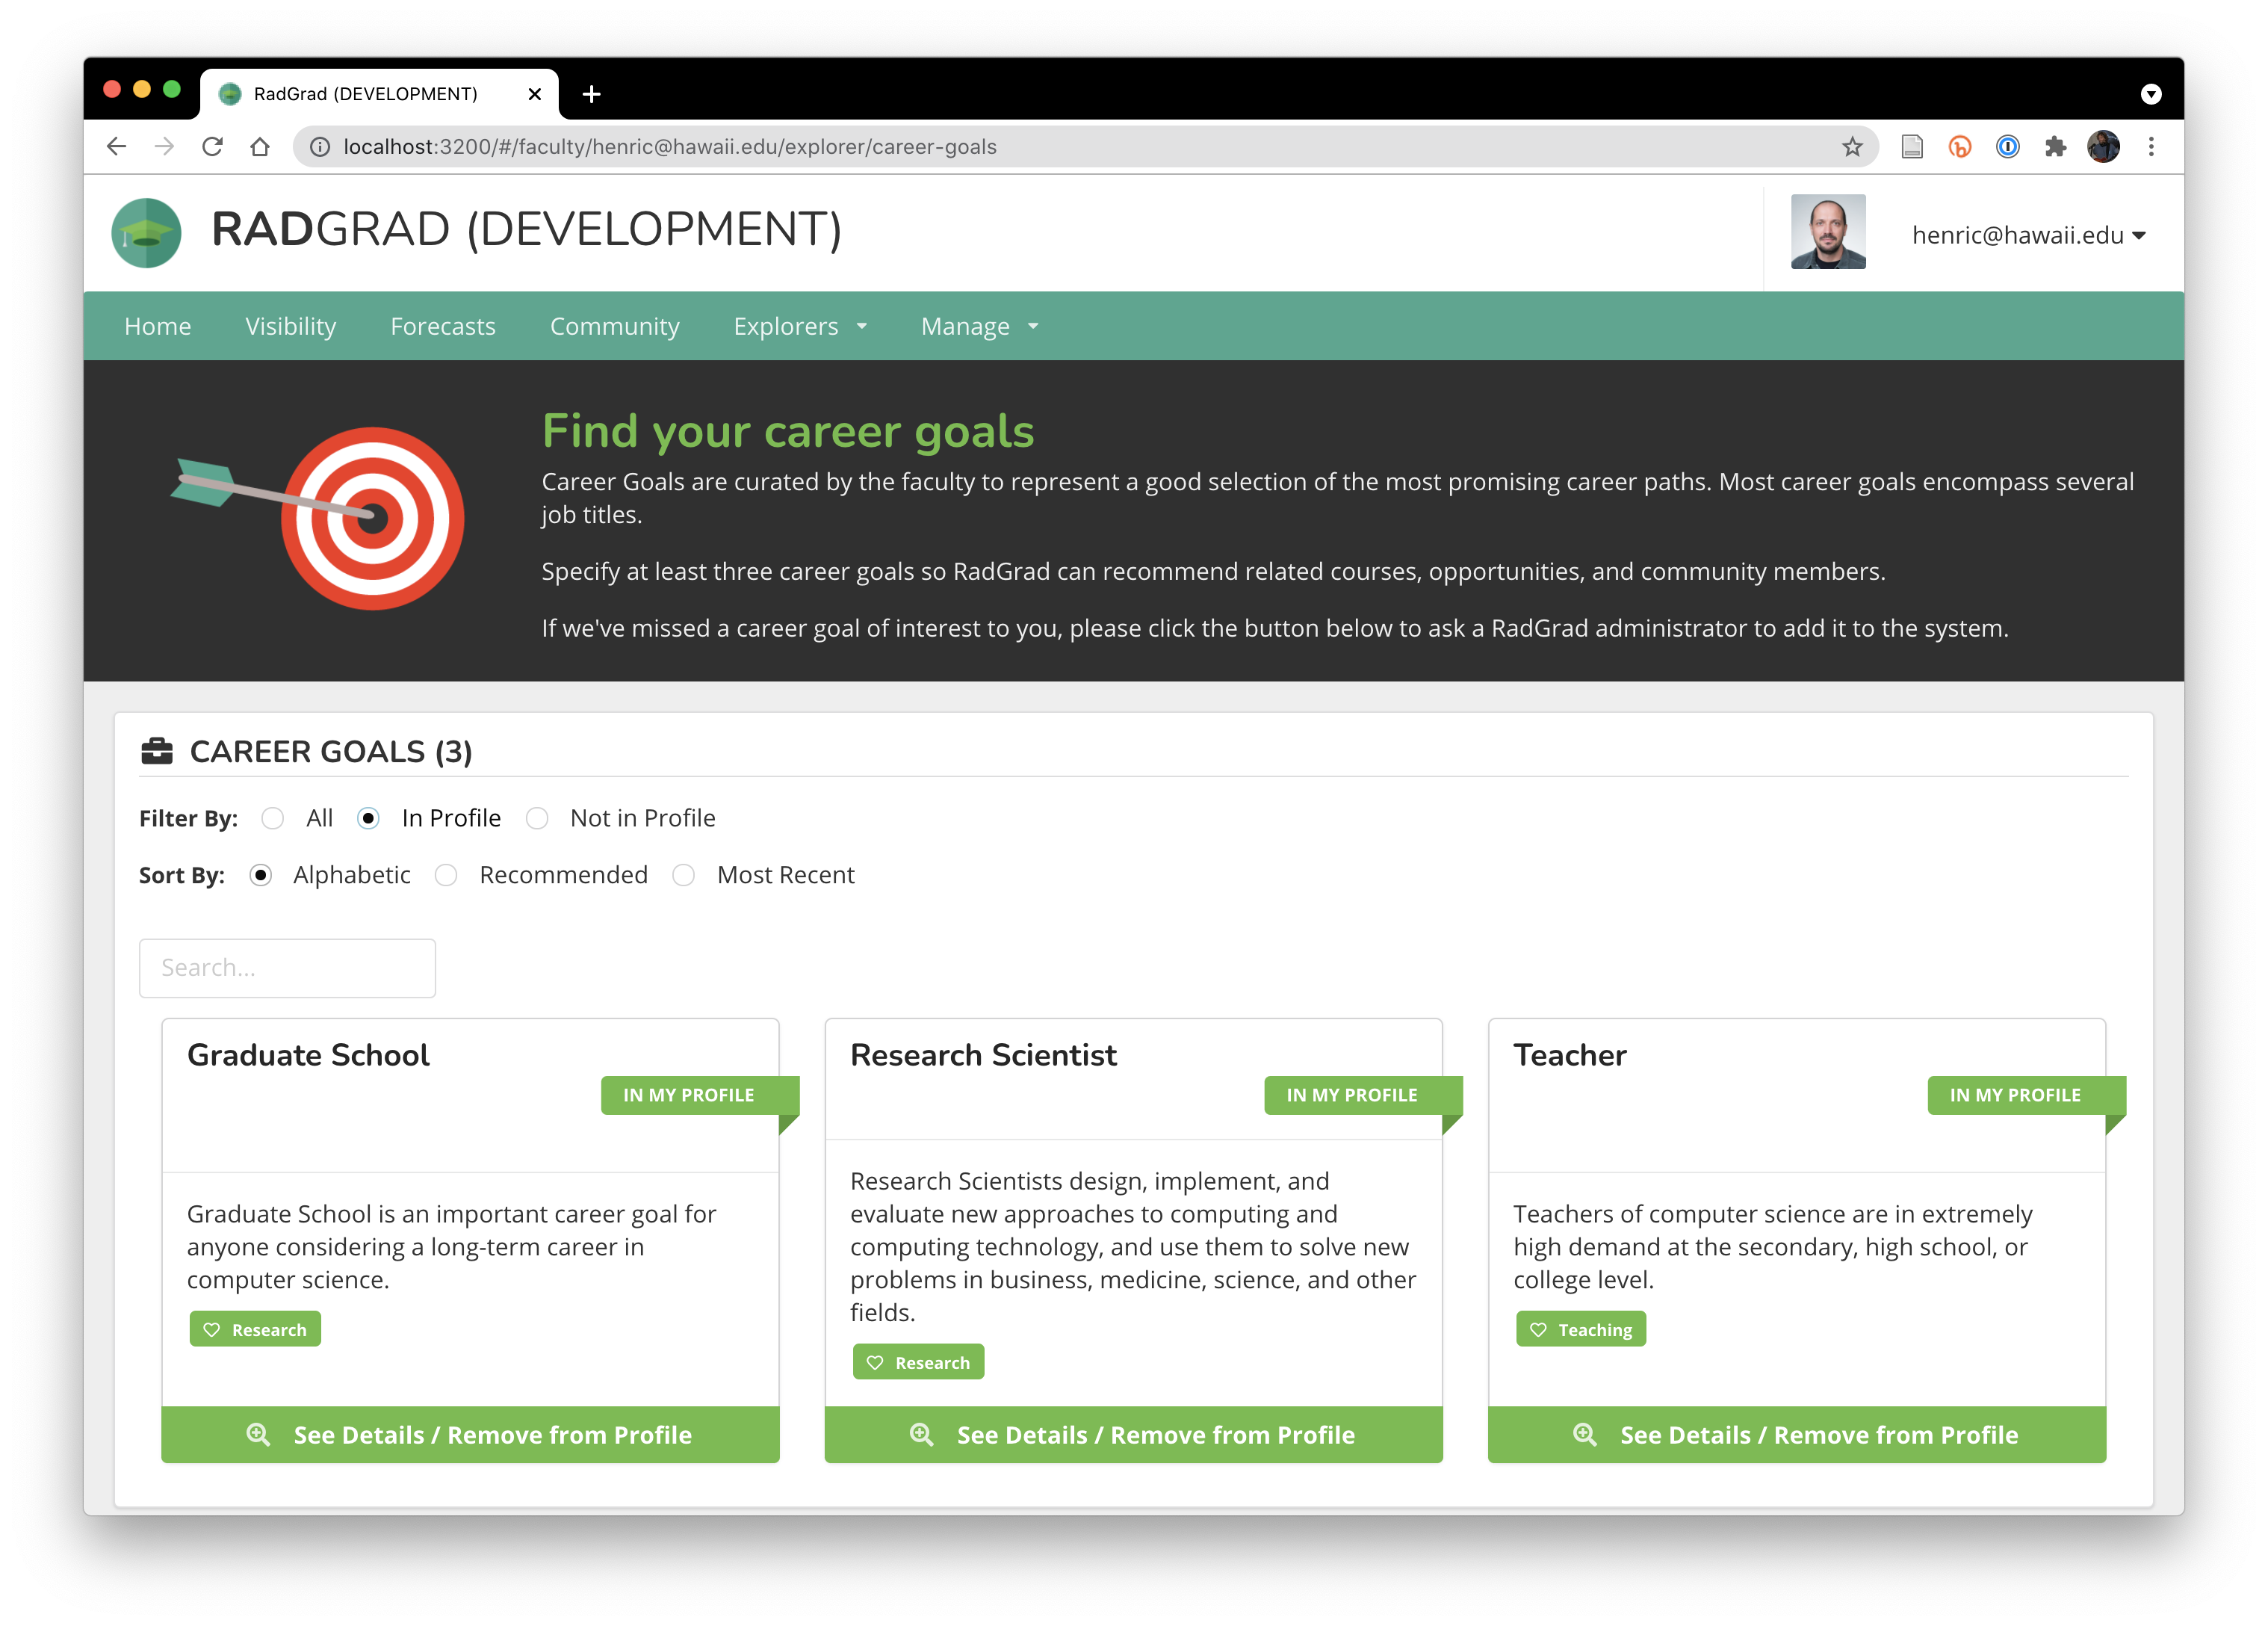 RadGrad (DEVELOPMENT)
localhost:3200/#/faculty/henric@hawaii.edu/explorer/career-goals
RADGRAD (DEVELOPMENT)
henric@hawaii.edu
Home Visibility Forecasts Community Explorers Manage
Find your career goals
Career Goals are curated by the faculty to represent a good selection of the most promising career paths. Most career goals encompass several
job titles.
Specify at least three career goals so RadGrad can recommend related courses, opportunities, and community members.
If we've missed a career goal of interest to you, please click the button below to ask a RadGrad administrator to add it to the system.
CAREER GOALS (3)
Filter By: All In Profile Not in Profile
Sort By: Alphabetic Recommended Most Recent
Search...
Graduate School
IN MY PROFILE
Graduate School is an important career goal for
anyone considering a long-term career in
computer science.
Research
See Details / Remove from Profile
Research Scientist
IN MY PROFILE
Research Scientists design, implement, and
evaluate new approaches to computing and
computing technology, and use them to solve new
problems in business, medicine, science, and other
fields.
Research
See Details / Remove from Profile
Teacher
IN MY PROFILE
Teachers of computer science are in extremely
high demand at the secondary, high school, or
college level.
Teaching
See Details / Remove from Profile